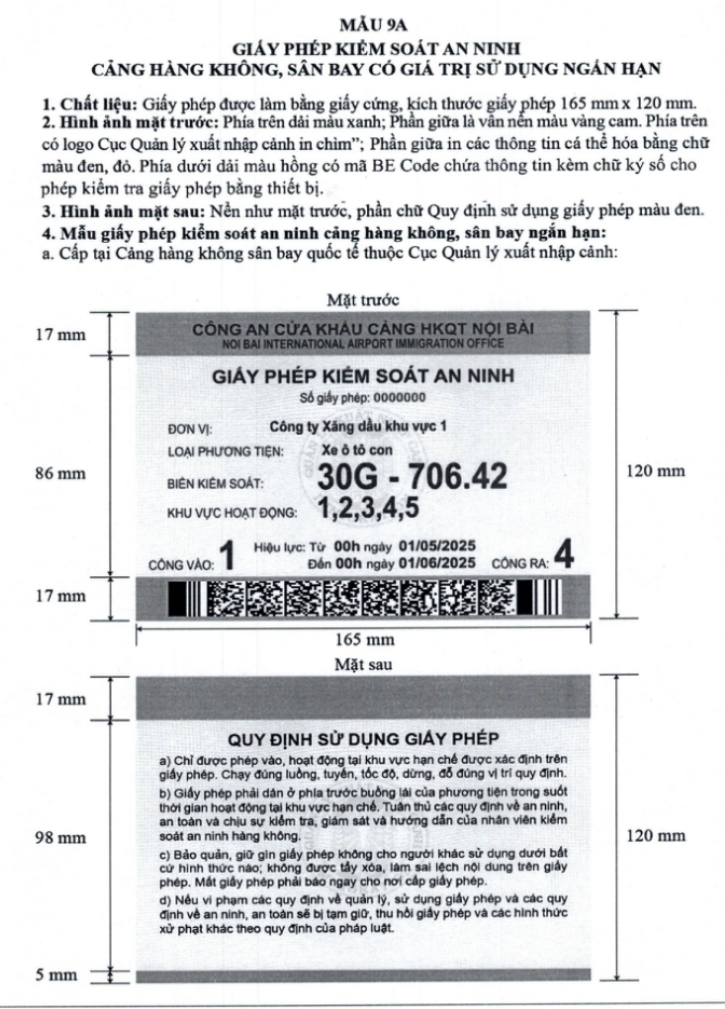 MẪU 9A
GIẤY PHÉP KIỂM SOÁT AN NINH
CẢNG HÀNG KHÔNG, SÂN BAY CÓ GIÁ TRỊ SỬ DỤNG NGẮN HẠN
1. Chất liệu: Giấy phép được làm bằng giấy cứng, kích thước giấy phép 165 mm x 120 mm.
2. Hình ảnh mặt trước: Phía trên dải màu xanh; Phần giữa là vân nền màu vàng cam. Phía trên
có logo Cục Quản lý xuất nhập cảnh in chìm”; Phần giữa in các thông tin cá thể hóa bằng chữ
màu đen, đỏ. Phía dưới dải màu hồng có mã BE Code chứa thông tin kèm chữ ký số cho
phép kiểm tra giấy phép bằng thiết bị.
3. Hình ảnh mặt sau: Nền như mặt trước, phần chữ Quy định sử dụng giấy phép màu đen.
4. Mẫu giấy phép kiểm soát an ninh cảng hàng không, sân bay ngắn hạn:
a. Cấp tại Cảng hàng không sân bay quốc tế thuộc Cục Quản lý xuất nhập cảnh:
Mặt trước
17 mm
CÔNG AN CỬA KHẨU CẢNG HKQT NỘI BÀI
NOI BAI INTERNATIONAL AIRPORT IMMIGRATION OFFICE
GIẤY PHÉP KIỂM SOÁT AN NINH
Số giấy phép: 0000000
ĐƠN VỊ: Công ty Xăng dầu khu vực 1
LOẠI PHƯƠNG TIỆN: Xe ô tô con
86 mm
BIỂN KIỂM SOÁT: 30G - 706.42
120 mm
KHU VỰC HOẠT ĐỘNG: 1,2,3,4,5
Hiệu lực: Từ 00h ngày 01/05/2025
CỔNG VÀO: 1 Đến 00h ngày 01/06/2025 CỔNG RA: 4
17 mm
165 mm
Mặt sau
17 mm
QUY ĐỊNH SỬ DỤNG GIẤY PHÉP
a) Chỉ được phép vào, hoạt động tại khu vực hạn chế được xác định trên
giấy phép. Chạy đúng luồng, tuyến, tốc độ, dừng, đỗ đúng vị trí quy định.
b) Giấy phép phải dán ở phía trước buồng lái của phương tiện trong suốt
thời gian hoạt động tại khu vực hạn chế. Tuân thủ các quy định về an ninh,
an toàn và chịu sự kiểm tra, giám sát và hướng dẫn của nhân viên kiểm
soát an ninh hàng không.
98 mm
120 mm
c) Bảo quản, giữ gìn giấy phép không cho người khác sử dụng dưới bất
cứ hình thức nào; không được tẩy xóa, làm sai lệch nội dung trên giấy
phép. Mất giấy phép phải báo ngay cho nơi cấp giấy phép.
d) Nếu vi phạm các quy định về quản lý, sử dụng giấy phép và các quy
định về an ninh, an toàn sẽ bị tạm giữ, thu hồi giấy phép và các hình thức
xử phạt khác theo quy định của pháp luật.
5 mm